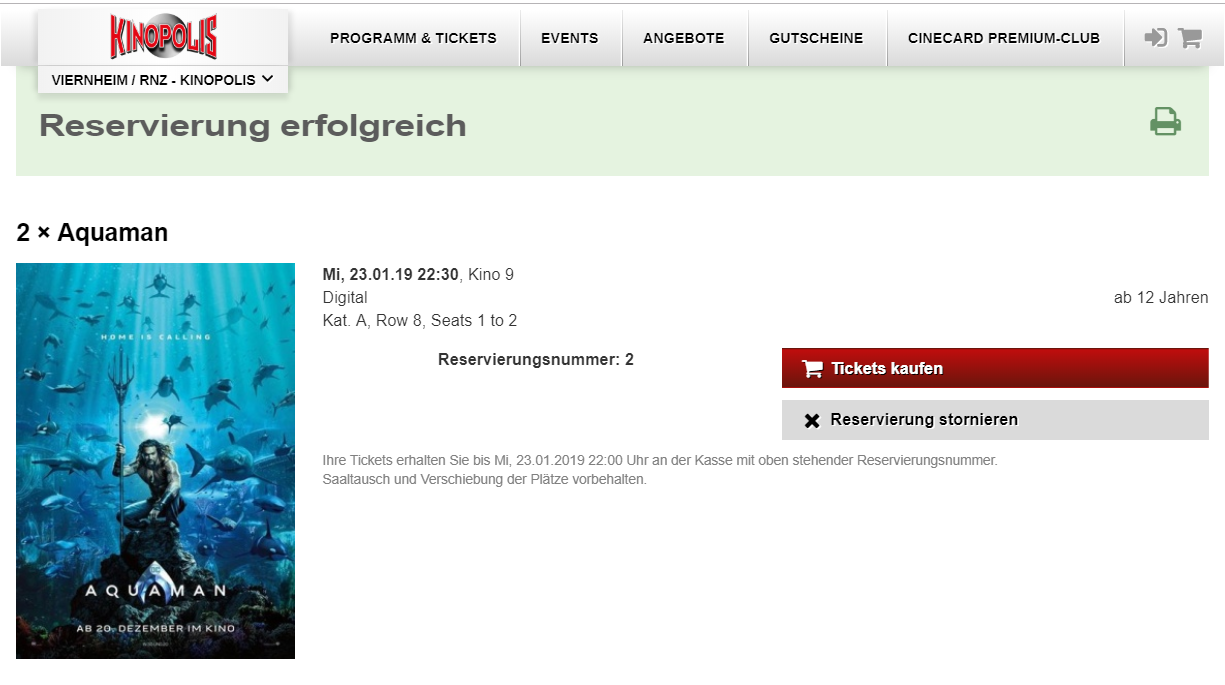 KINOPOLIS
PROGRAMM & TICKETS
EVENTS
ANGEBOTE
GUTSCHEINE
CINECARD PREMIUM-CLUB
VIERNHEIM / RNZ - KINOPOLIS
Reservierung erfolgreich
2 × Aquaman
HOME IS CALLING
AQUAMAN
AB 20. DEZEMBER IM KINO
Mi, 23.01.19 22:30, Kino 9
Digital
ab 12 Jahren
Kat. A, Row 8, Seats 1 to 2
Reservierungsnummer: 2
Tickets kaufen
Reservierung stornieren
Ihre Tickets erhalten Sie bis Mi, 23.01.2019 22:00 Uhr an der Kasse mit oben stehender Reservierungsnummer.
Saaltausch und Verschiebung der Plätze vorbehalten.